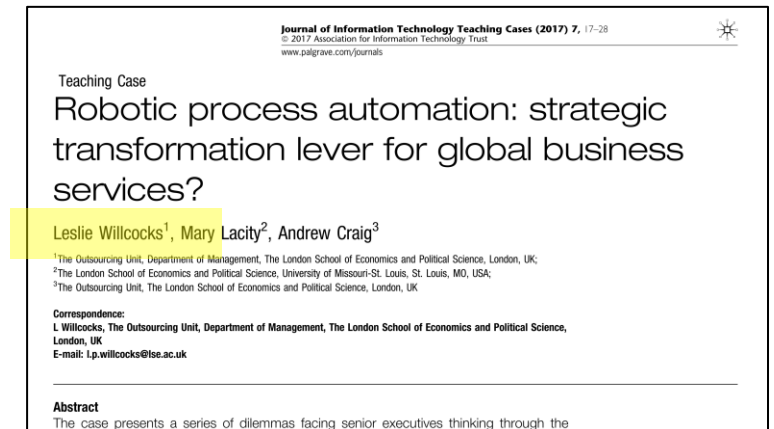 Journal of Information Technology Teaching Cases (2017) 7, 17–28
© 2017 Association for Information Technology Trust
www.palgrave.com/journals
Teaching Case
Robotic process automation: strategic
transformation lever for global business
services?
Leslie Willcocks¹, Mary Lacity², Andrew Craig³
¹The Outsourcing Unit, Department of Management, The London School of Economics and Political Science, London, UK;
²The London School of Economics and Political Science, University of Missouri-St. Louis, St. Louis, MO, USA;
³The Outsourcing Unit, The London School of Economics and Political Science, London, UK
Correspondence:
L Willcocks, The Outsourcing Unit, Department of Management, The London School of Economics and Political Science,
London, UK
E-mail: l.p.willcocks@lse.ac.uk
Abstract
The case presents a series of dilemmas facing senior executives thinking through the